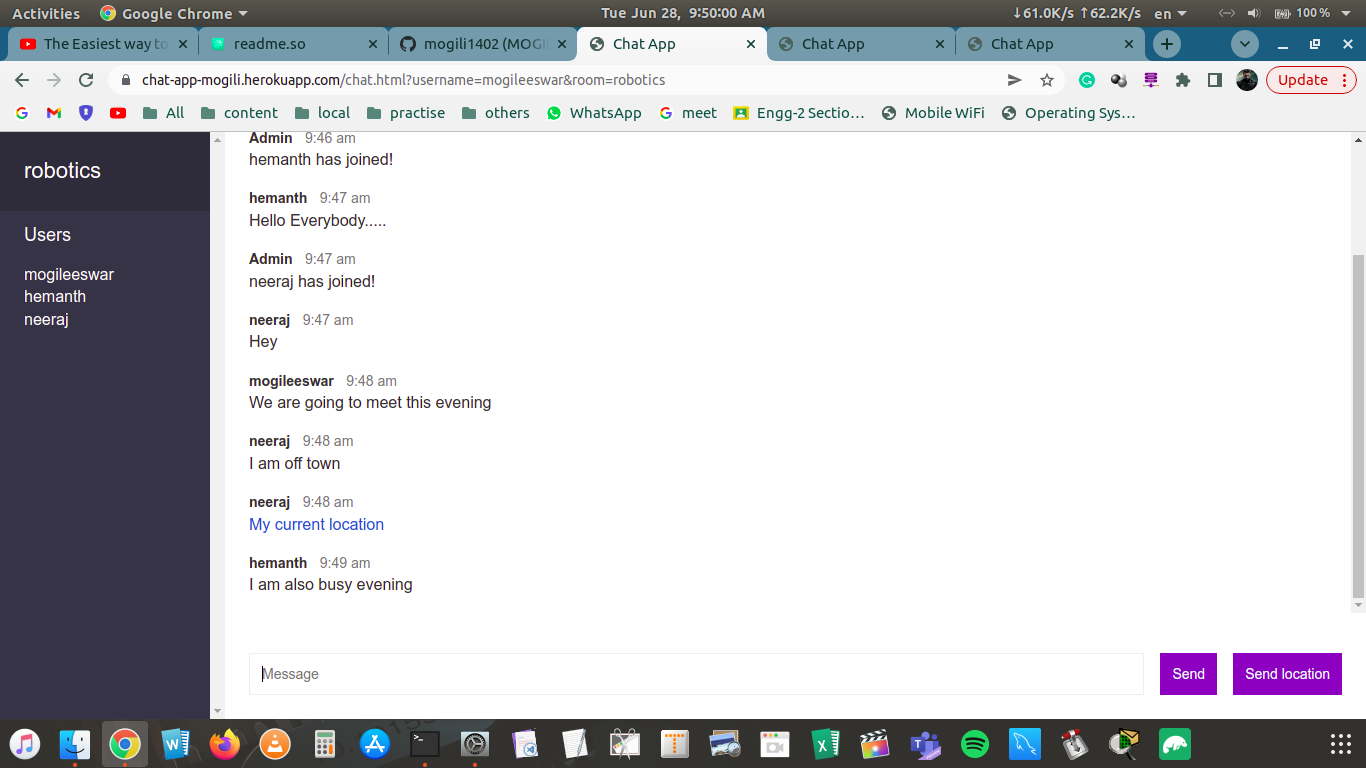 Activities Google Chrome Tue Jun 28, 9:50:00 AM ↓61.0K/s ↑62.2K/s en 100 %
The Easiest way to readme.so mogili1402 (MOGI Chat App Chat App Chat App
chat-app-mogili.herokuapp.com/chat.html?username=mogileeswar&room=robotics Update
All content local practise others WhatsApp meet Engg-2 Sectio… Mobile WiFi Operating Sys…
robotics
Users
mogileeswar
hemanth
neeraj
Admin 9:46 am
hemanth has joined!
hemanth 9:47 am
Hello Everybody.....
Admin 9:47 am
neeraj has joined!
neeraj 9:47 am
Hey
mogileeswar 9:48 am
We are going to meet this evening
neeraj 9:48 am
I am off town
neeraj 9:48 am
My current location
hemanth 9:49 am
I am also busy evening
Message Send Send location